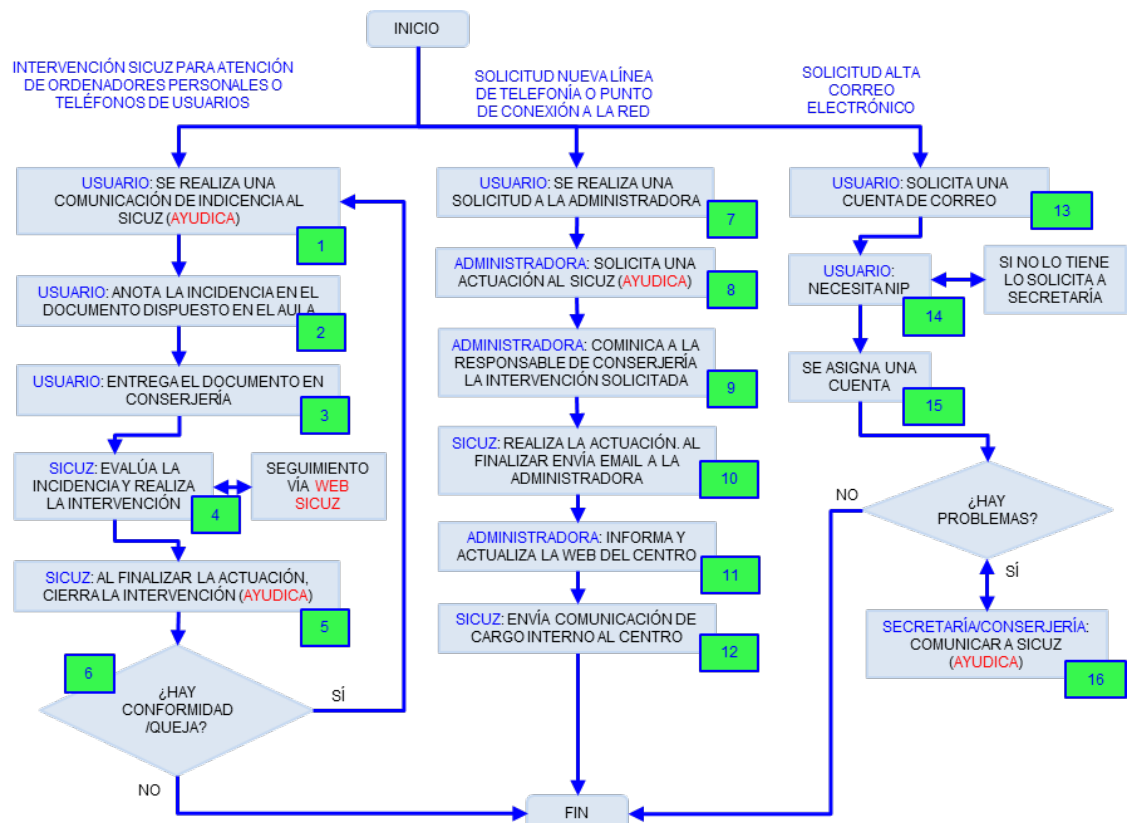 INICIO
INTERVENCIÓN SICUZ PARA ATENCIÓN
DE ORDENADORES PERSONALES O
TELÉFONOS DE USUARIOS
SOLICITUD NUEVA LÍNEA
DE TELEFONÍA O PUNTO
DE CONEXIÓN A LA RED
SOLICITUD ALTA
CORREO
ELECTRÓNICO
USUARIO: SE REALIZA UNA
COMUNICACIÓN DE INDICENCIA AL
SICUZ (AYUDICA)
1
USUARIO: ANOTA LA INCIDENCIA EN EL
DOCUMENTO DISPUESTO EN EL AULA
2
USUARIO: ENTREGA EL DOCUMENTO EN
CONSERJERÍA
3
SICUZ: EVALÚA LA
INCIDENCIA Y REALIZA
LA INTERVENCIÓN
4
SEGUIMIENTO
VÍA WEB
SICUZ
SICUZ: AL FINALIZAR LA ACTUACIÓN,
CIERRA LA INTERVENCIÓN (AYUDICA)
5
6
¿HAY
CONFORMIDAD
/QUEJA?
SÍ
NO
USUARIO: SE REALIZA UNA
SOLICITUD A LA ADMINISTRADORA
7
ADMINISTRADORA: SOLICITA UNA
ACTUACIÓN AL SICUZ (AYUDICA)
8
ADMINISTRADORA: COMINICA A LA
RESPONSABLE DE CONSERJERÍA
LA INTERVENCIÓN SOLICITADA
9
SICUZ: REALIZA LA ACTUACIÓN. AL
FINALIZAR ENVÍA EMAIL A LA
ADMINISTRADORA
10
ADMINISTRADORA: INFORMA Y
ACTUALIZA LA WEB DEL CENTRO
11
SICUZ: ENVÍA COMUNICACIÓN DE
CARGO INTERNO AL CENTRO
12
USUARIO: SOLICITA UNA
CUENTA DE CORREO
13
USUARIO:
NECESITA NIP
14
SI NO LO TIENE
LO SOLICITA A
SECRETARÍA
SE ASIGNA UNA
CUENTA
15
¿HAY
PROBLEMAS?
NO
SÍ
SECRETARÍA/CONSERJERÍA:
COMUNICAR A SICUZ
(AYUDICA)
16
FIN